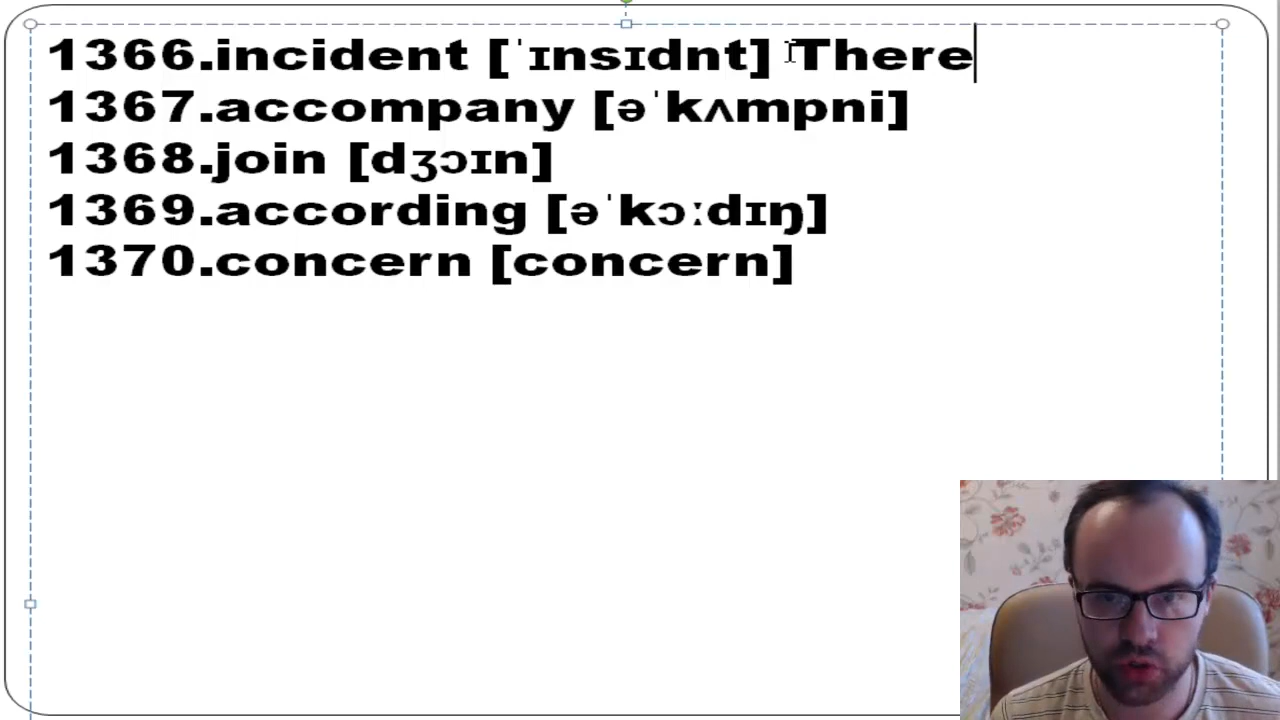 1366.incident [ˈɪnsɪdnt] There
1367.accompany [əˈkʌmpni]
1368.join [dʒɔɪn]
1369.according [əˈkɔːdɪŋ]
1370.concern [concern]